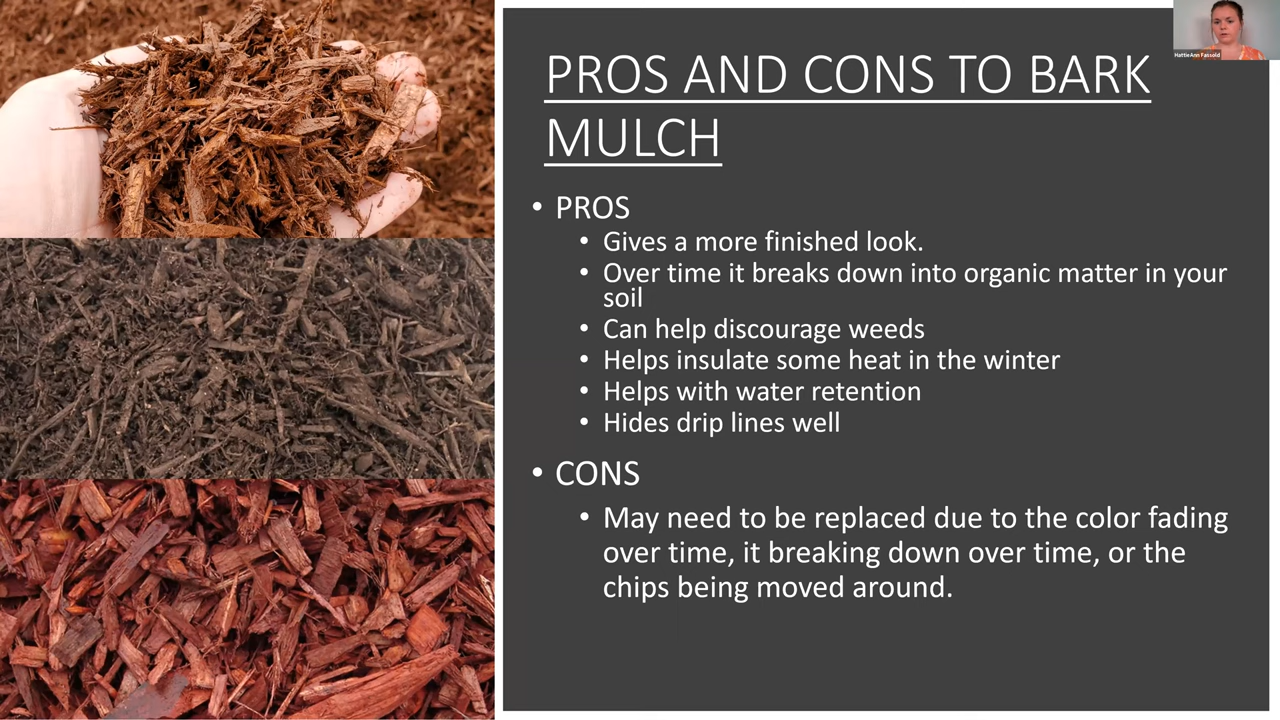 HattieAnn Fassold
PROS AND CONS TO BARK
MULCH
• PROS
• Gives a more finished look.
• Over time it breaks down into organic matter in your
soil
• Can help discourage weeds
• Helps insulate some heat in the winter
• Helps with water retention
• Hides drip lines well
• CONS
• May need to be replaced due to the color fading
over time, it breaking down over time, or the
chips being moved around.